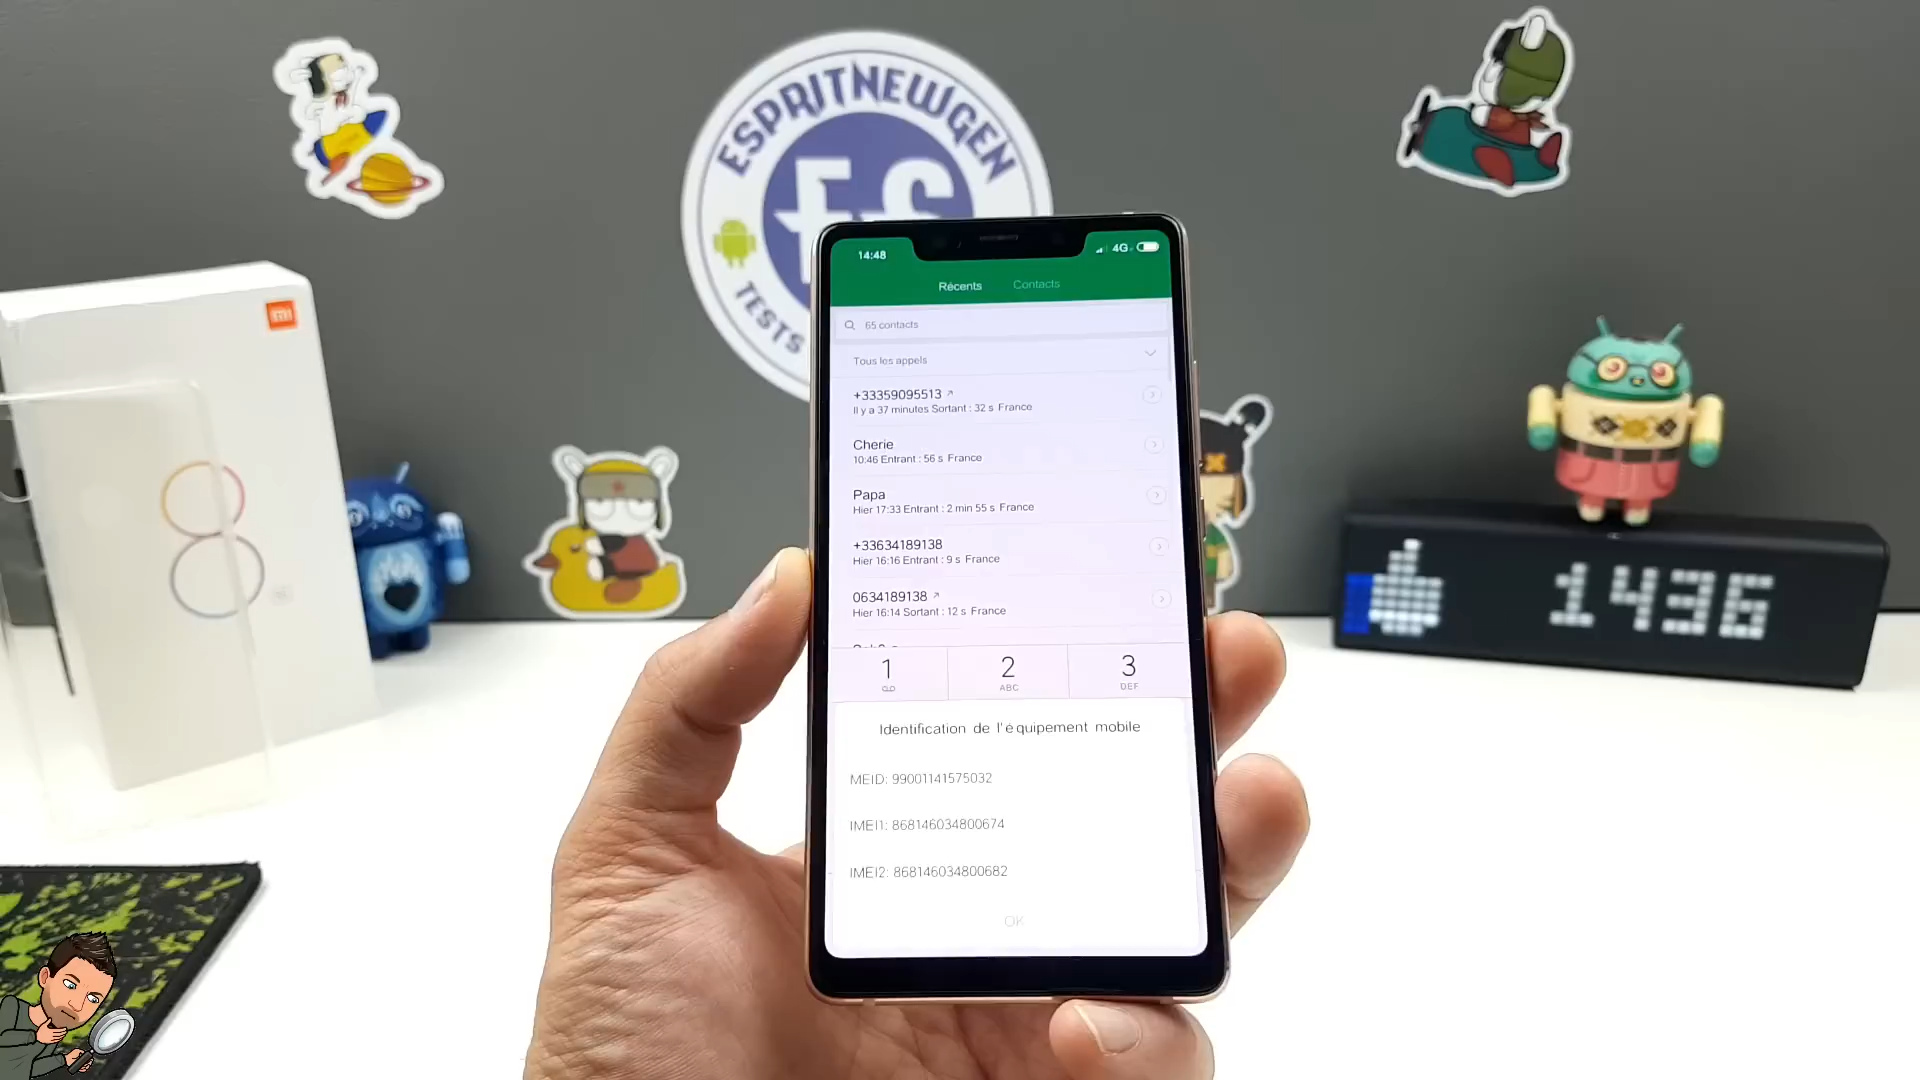 ESPRITNEWGEN
TESTS
mi
8
14:48
4G
Récents
Contacts
65 contacts
Tous les appels
+33359095513
Il y a 37 minutes Sortant : 32 s France
Cherie
10:46 Entrant : 56 s France
Papa
Hier 17:33 Entrant : 2 min 55 s France
+33634189138
Hier 16:16 Entrant : 9 s France
0634189138
Hier 16:14 Sortant : 12 s France
1
2
3
ABC
DEF
Identification de l'équipement mobile
MEID: 99001141575032
IMEI1: 868146034800674
IMEI2: 868146034800682
OK
1436